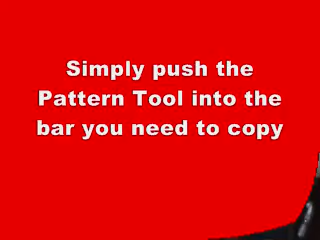 Simply push the
Pattern Tool into the
bar you need to copy